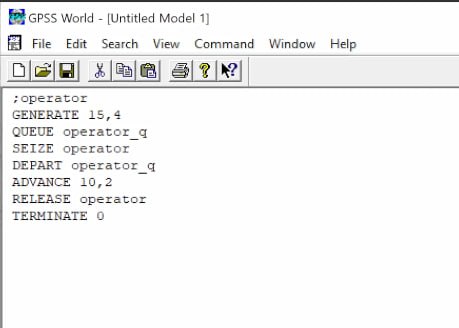 GPSS World - [Untitled Model 1]
File Edit Search View Command Window Help
;operator
GENERATE 15,4
QUEUE operator_q
SEIZE operator
DEPART operator_q
ADVANCE 10,2
RELEASE operator
TERMINATE 0